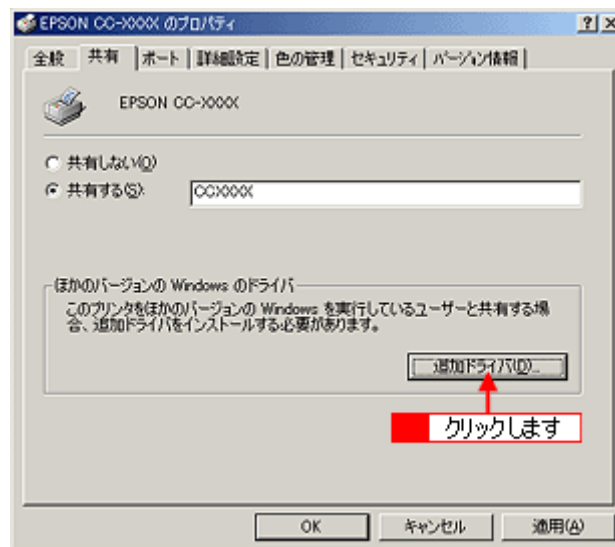 EPSON CC-XXXX のプロパティ
全般 共有 ポート 詳細設定 色の管理 セキュリティ バージョン情報
EPSON CC-XXXX
共有しない(O)
共有する(S): CCXXXX
ほかのバージョンの Windows のドライバ
このプリンタをほかのバージョンの Windows を実行しているユーザーと共有する場
合、追加ドライバをインストールする必要があります。
追加ドライバ(D)...
クリックします
OK キャンセル 適用(A)